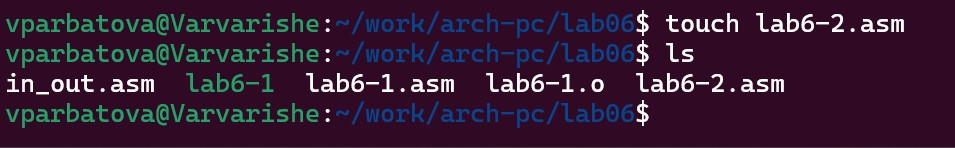 vparbatova@Varvarishe:~/work/arch-pc/lab06$ touch lab6-2.asm
vparbatova@Varvarishe:~/work/arch-pc/lab06$ ls
in_out.asm  lab6-1  lab6-1.asm  lab6-1.o  lab6-2.asm
vparbatova@Varvarishe:~/work/arch-pc/lab06$